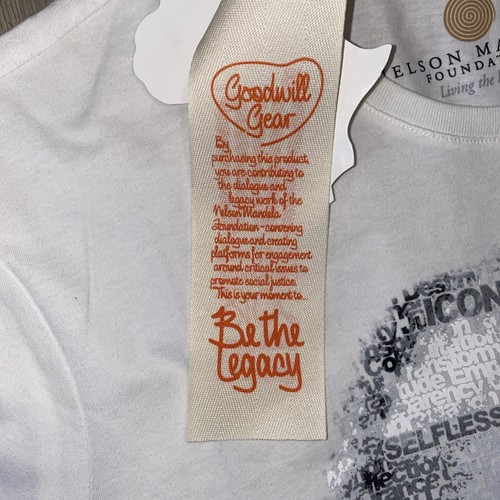 Goodwill
Gear
By
purchasing this product,
you are contributing to
the dialogue and
legacy work of the
Nelson Mandela
Foundation - convening
dialogue and creating
platforms for engagement
around critical issues to
promote social justice.
This is your moment to...
Be the
Legacy
ELSON MA
FOUNDAT
Living the
ICON
SELFLESS